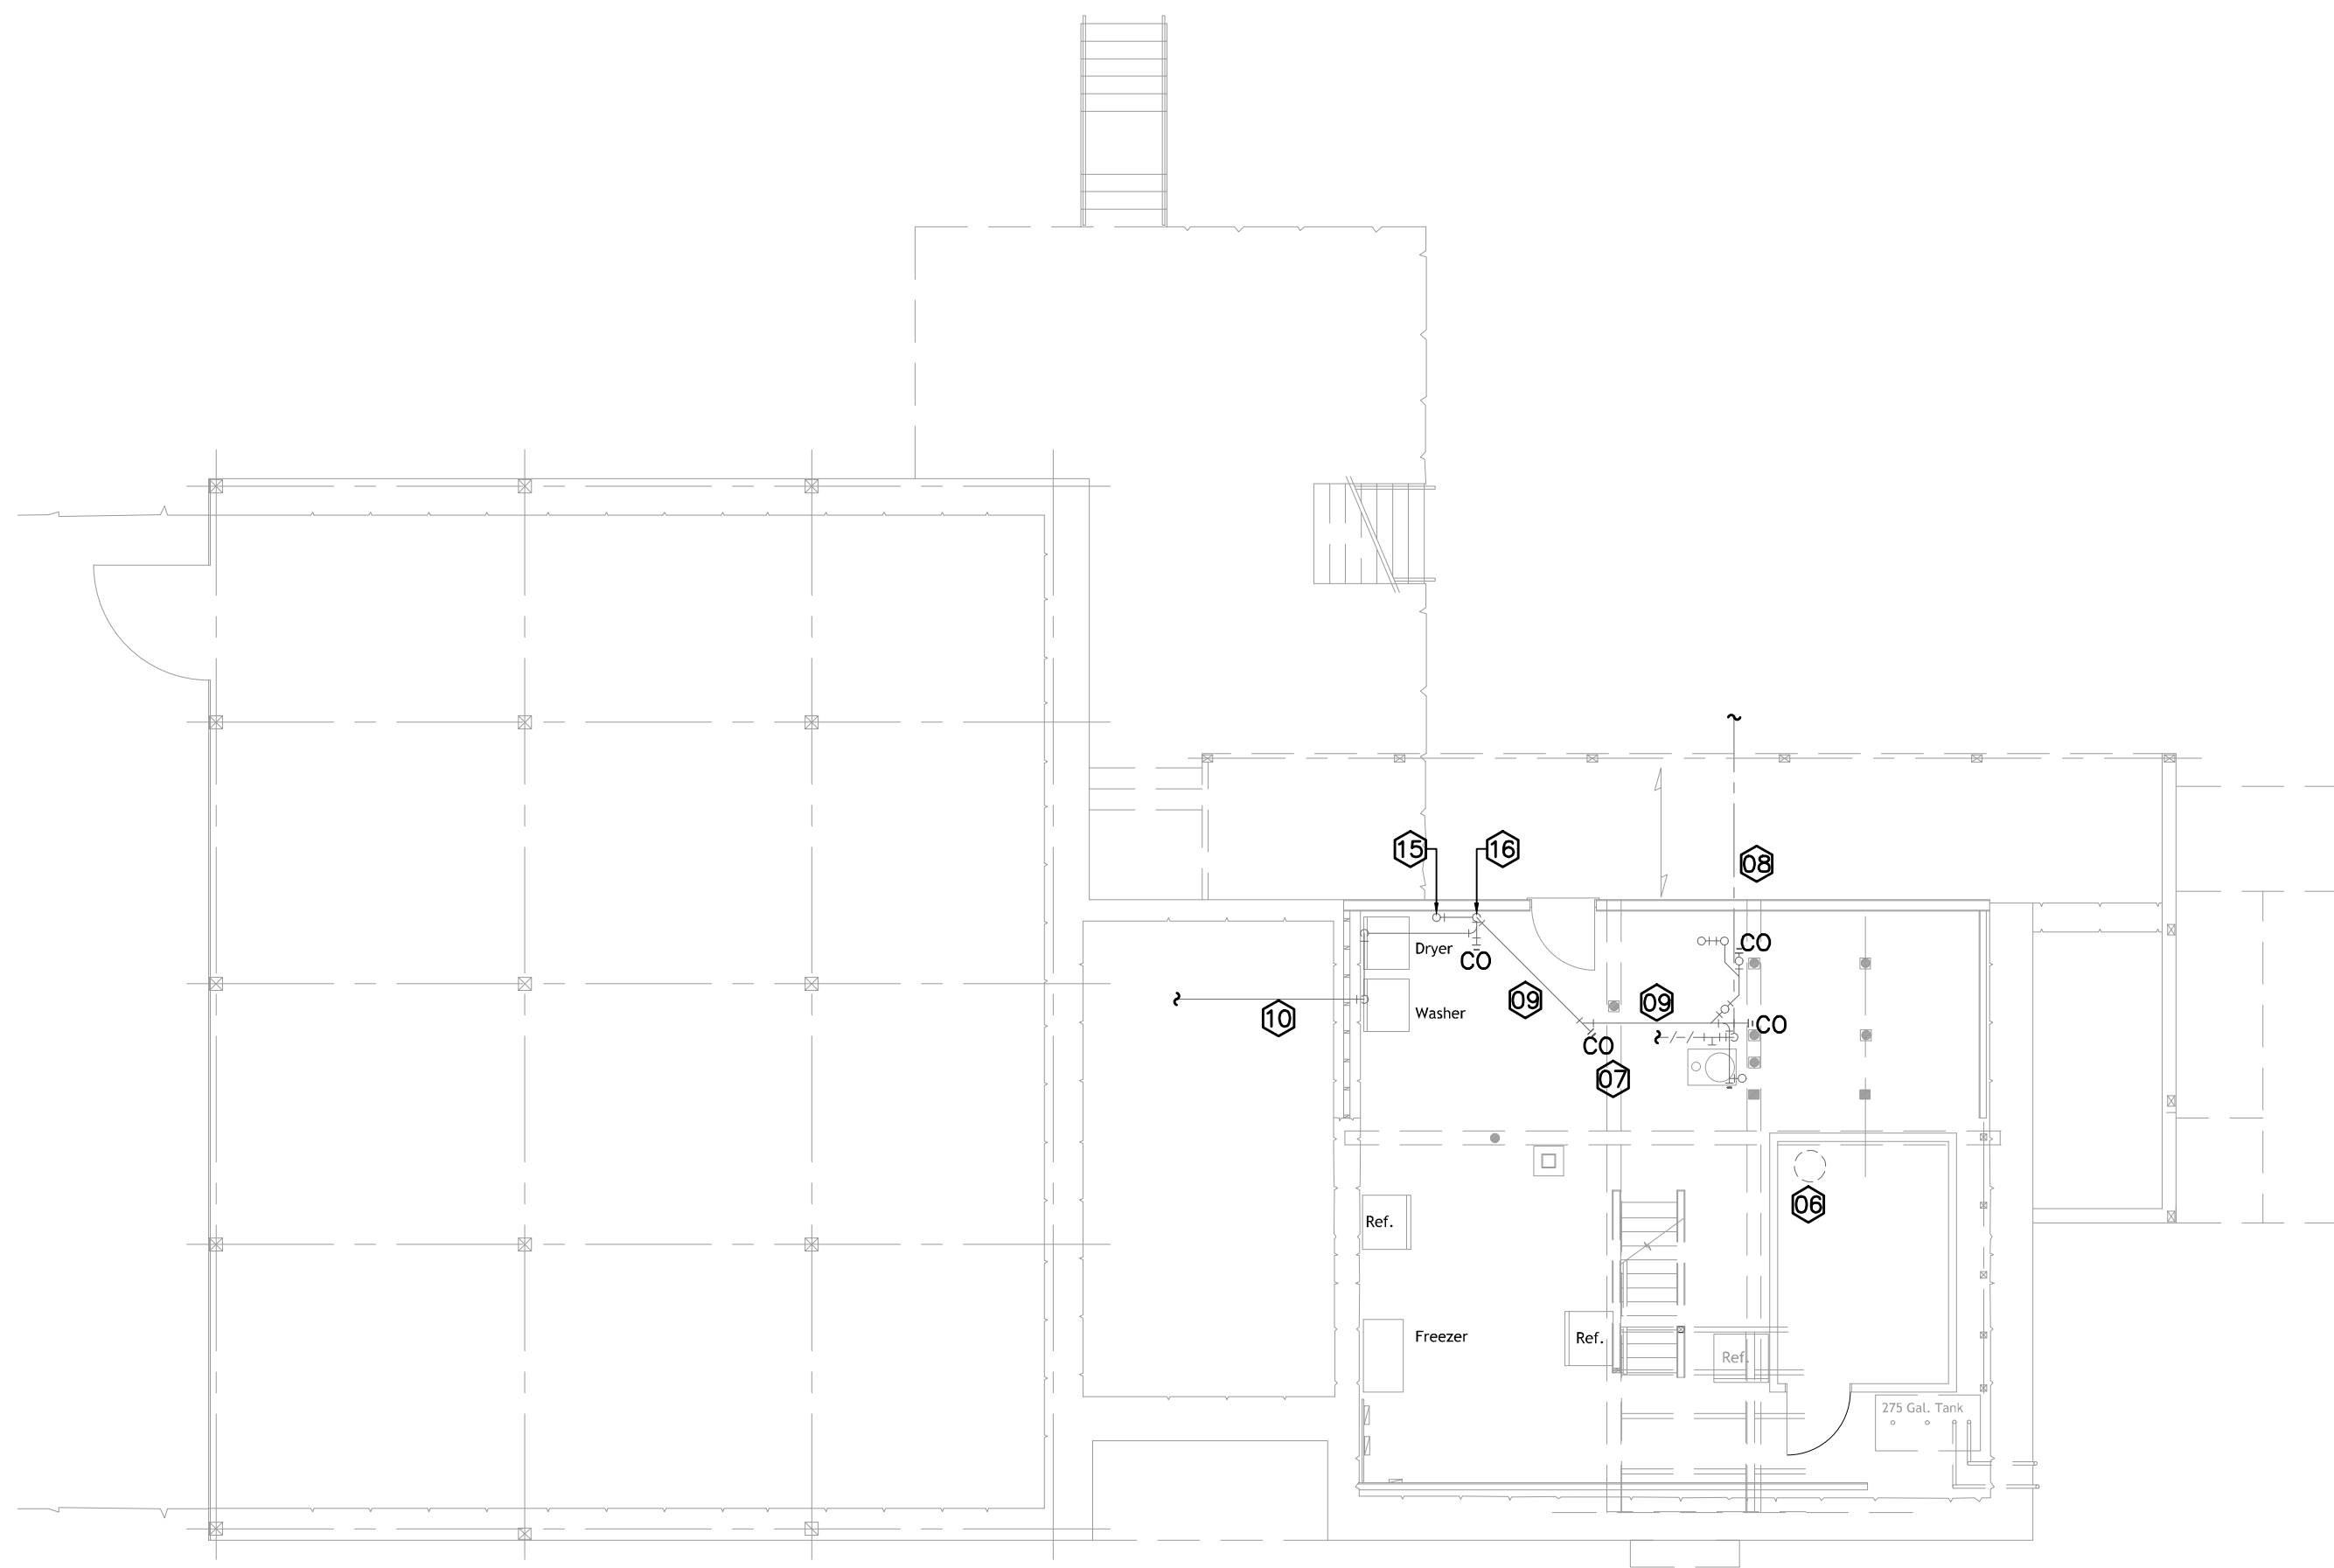 15
16
08
CO
Dryer
CO
09
09
Washer
10
CO
CO
07
06
Ref.
Freezer
Ref.
Ref.
275 Gal. Tank